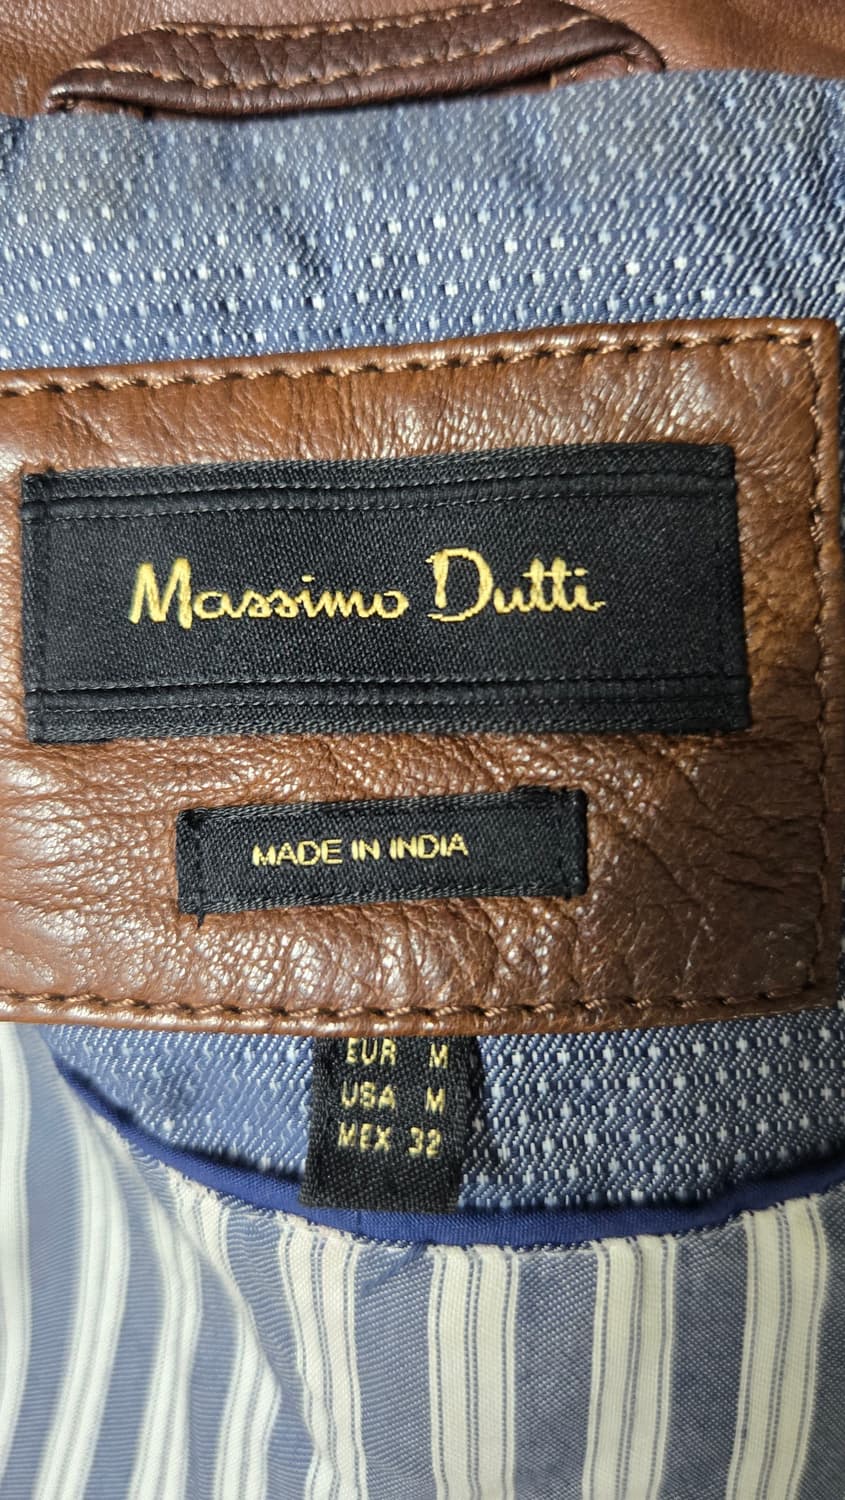 Massimo Dutti
MADE IN INDIA
EUR M
USA M
MEX 32